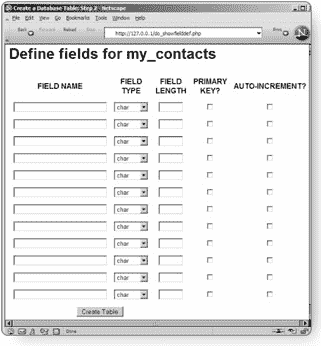 Create a Database Table: Step 2 - Netscape
File Edit View Go Bookmarks Tools Window Help
Back Forward Reload Stop http://127.0.0.1/do_showfielddef.php Print
Define fields for my_contacts
FIELD NAME FIELD TYPE FIELD LENGTH PRIMARY KEY? AUTO-INCREMENT?
char
char
char
char
char
char
char
char
char
char
char
char
Create Table
Done